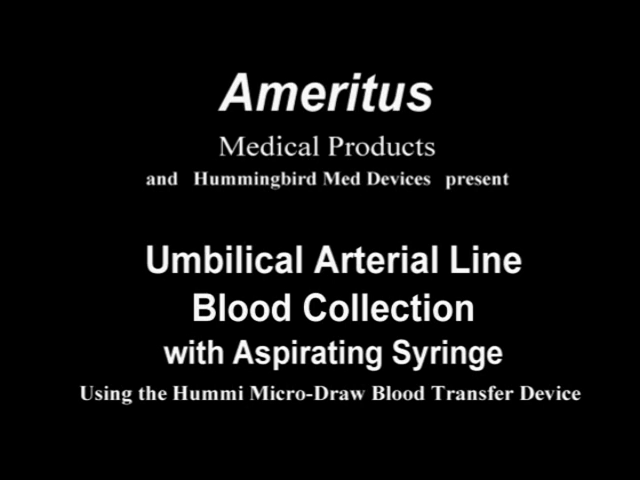 Ameritus
Medical Products
and Hummingbird Med Devices present
Umbilical Arterial Line
Blood Collection
with Aspirating Syringe
Using the Hummi Micro-Draw Blood Transfer Device